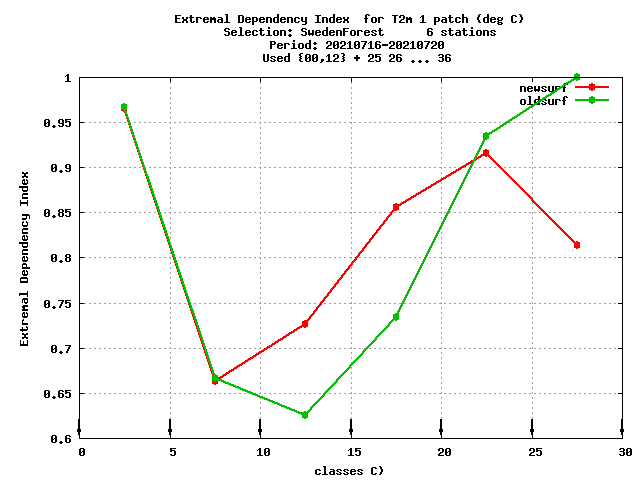 Extremal Dependency Index  for T2m 1 patch (deg C)
Selection: SwedenForest      6 stations
Period: 20210716-20210720
Used {00,12} + 25 26 ... 36
newsurf
oldsurf
1
0.95
0.9
0.85
0.8
0.75
0.7
0.65
0.6
Extremal Dependency Index
0 5 10 15 20 25 30
classes C)